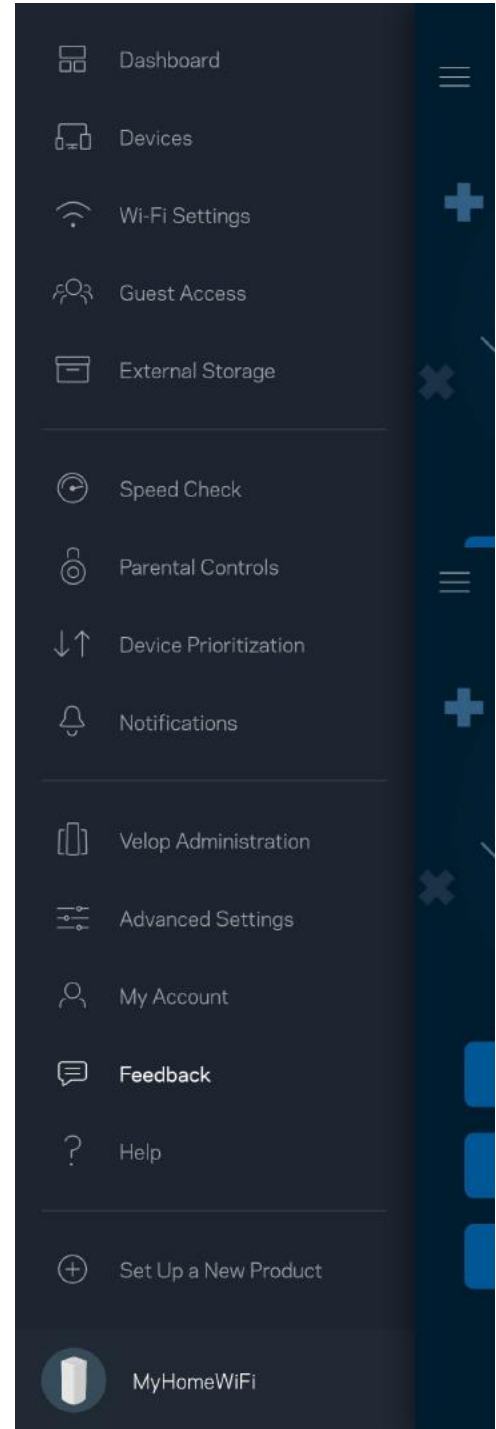 Dashboard
Devices
Wi-Fi Settings
Guest Access
External Storage
Speed Check
Parental Controls
Device Prioritization
Notifications
Velop Administration
Advanced Settings
My Account
Feedback
Help
Set Up a New Product
MyHomeWiFi